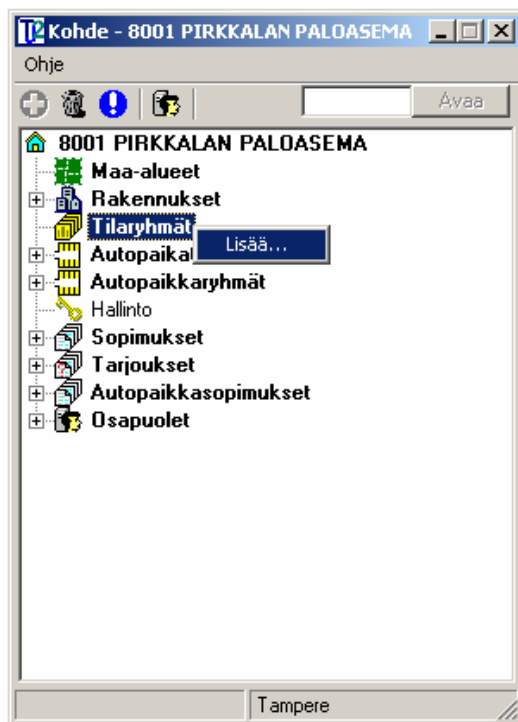 Kohde - 8001 PIRKKALAN PALOASEMA
Ohje
Avaa
8001 PIRKKALAN PALOASEMA
Maa-alueet
Rakennukset
Tilaryhmät
Lisää...
Autopaika
Autopaikkaryhmät
Hallinto
Sopimukset
Tarjoukset
Autopaikkasopimukset
Osapuolet
Tampere